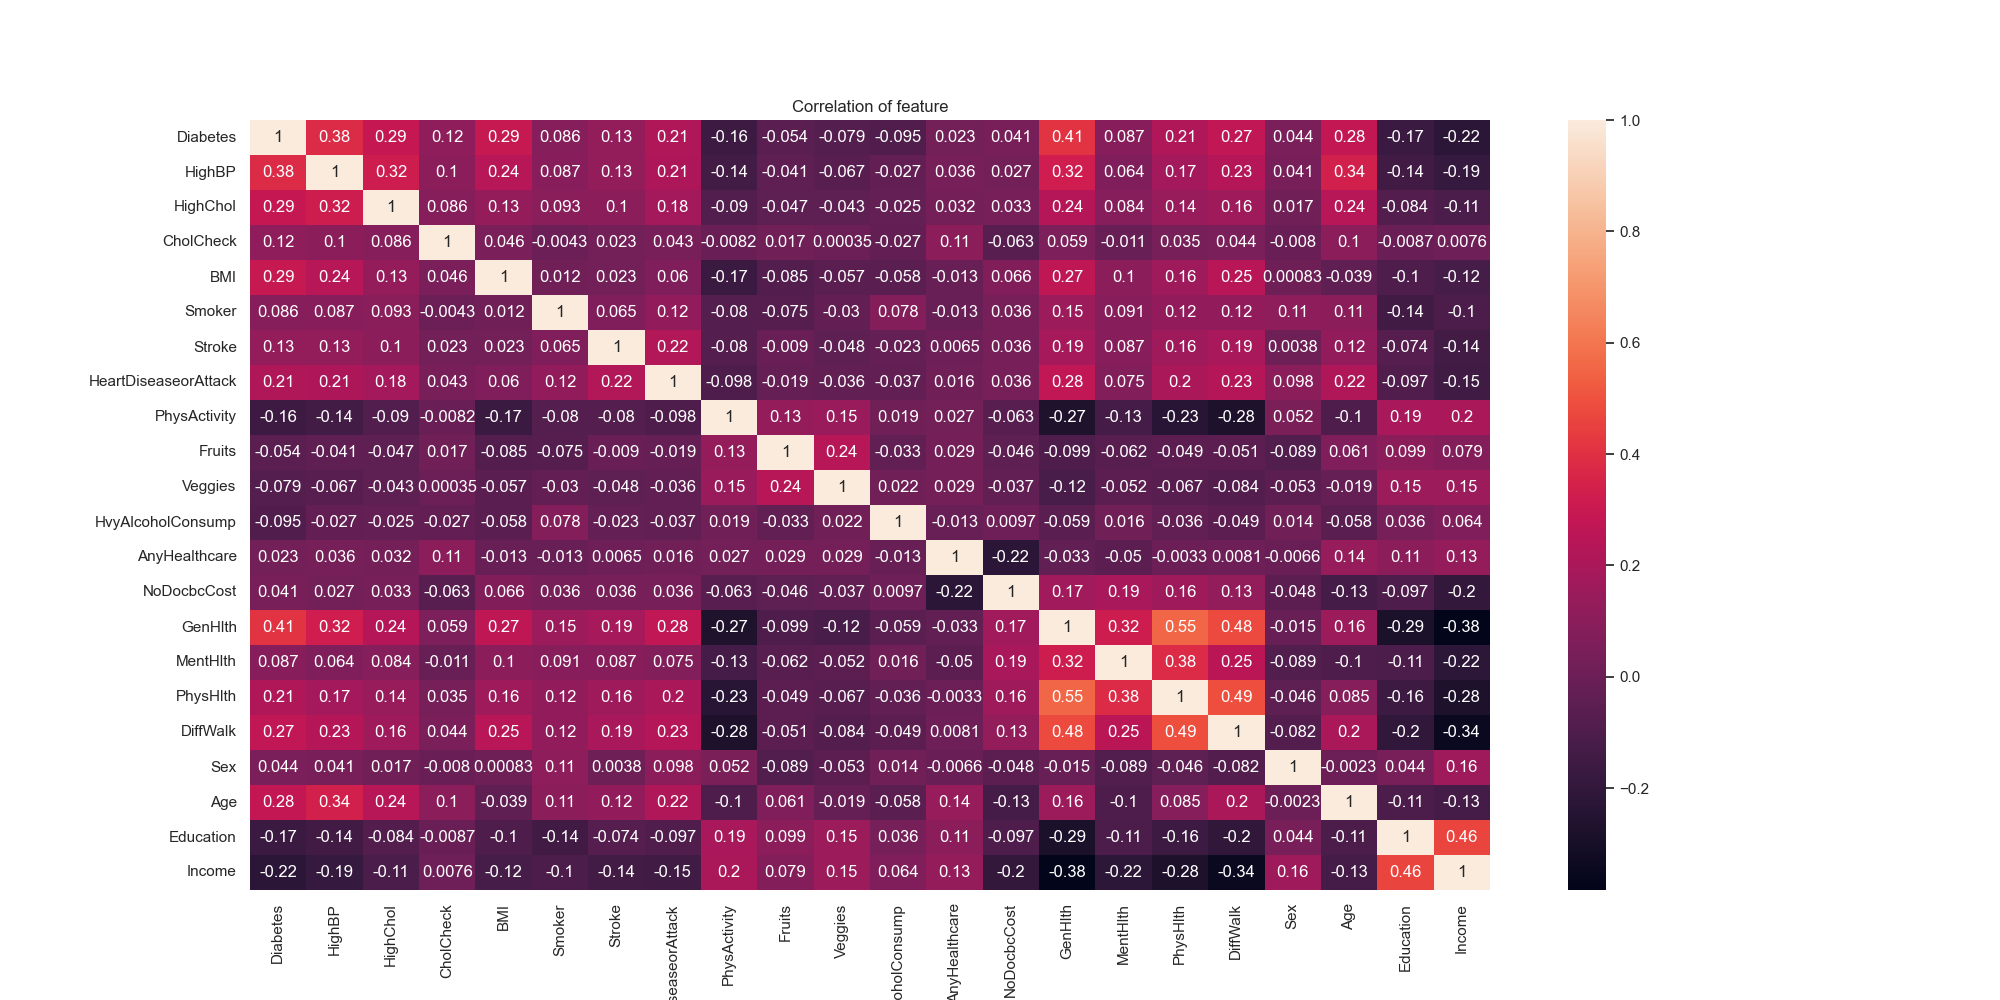 Correlation of feature
Diabetes 1 0.38 0.29 0.12 0.29 0.086 0.13 0.21 -0.16 -0.054 -0.079 -0.095 0.023 0.041 0.41 0.087 0.21 0.27 0.044 0.28 -0.17 -0.22
HighBP 0.38 1 0.32 0.1 0.24 0.087 0.13 0.21 -0.14 -0.041 -0.067 -0.027 0.036 0.027 0.32 0.064 0.17 0.23 0.041 0.34 -0.14 -0.19
HighChol 0.29 0.32 1 0.086 0.13 0.093 0.1 0.18 -0.09 -0.047 -0.043 -0.025 0.032 0.033 0.24 0.084 0.14 0.16 0.017 0.24 -0.084 -0.11
CholCheck 0.12 0.1 0.086 1 0.046 -0.0043 0.023 0.043 -0.0082 0.017 0.00035 -0.027 0.11 -0.063 0.059 -0.011 0.035 0.044 -0.008 0.1 -0.0087 0.0076
BMI 0.29 0.24 0.13 0.046 1 0.012 0.023 0.06 -0.17 -0.085 -0.057 -0.058 -0.013 0.066 0.27 0.1 0.16 0.25 0.00083 -0.039 -0.1 -0.12
Smoker 0.086 0.087 0.093 -0.0043 0.012 1 0.065 0.12 -0.08 -0.075 -0.03 0.078 -0.013 0.036 0.15 0.091 0.12 0.12 0.11 0.11 -0.14 -0.1
Stroke 0.13 0.13 0.1 0.023 0.023 0.065 1 0.22 -0.08 -0.009 -0.048 -0.023 0.0065 0.036 0.19 0.087 0.16 0.19 0.0038 0.12 -0.074 -0.14
HeartDiseaseorAttack 0.21 0.21 0.18 0.043 0.06 0.12 0.22 1 -0.098 -0.019 -0.036 -0.037 0.016 0.036 0.28 0.075 0.2 0.23 0.098 0.22 -0.097 -0.15
PhysActivity -0.16 -0.14 -0.09 -0.0082 -0.17 -0.08 -0.08 -0.098 1 0.13 0.15 0.019 0.027 -0.063 -0.27 -0.13 -0.23 -0.28 0.052 -0.1 0.19 0.2
Fruits -0.054 -0.041 -0.047 0.017 -0.085 -0.075 -0.009 -0.019 0.13 1 0.24 -0.033 0.029 -0.046 -0.099 -0.062 -0.049 -0.051 -0.089 0.061 0.099 0.079
Veggies -0.079 -0.067 -0.043 0.00035 -0.057 -0.03 -0.048 -0.036 0.15 0.24 1 0.022 0.029 -0.037 -0.12 -0.052 -0.067 -0.084 -0.053 -0.019 0.15 0.15
HvyAlcoholConsump -0.095 -0.027 -0.025 -0.027 -0.058 0.078 -0.023 -0.037 0.019 -0.033 0.022 1 -0.013 0.0097 -0.059 0.016 -0.036 -0.049 0.014 -0.058 0.036 0.064
AnyHealthcare 0.023 0.036 0.032 0.11 -0.013 -0.013 0.0065 0.016 0.027 0.029 0.029 -0.013 1 -0.22 -0.033 -0.05 -0.0033 0.0081 -0.0066 0.14 0.11 0.13
NoDocbcCost 0.041 0.027 0.033 -0.063 0.066 0.036 0.036 0.036 -0.063 -0.046 -0.037 0.0097 -0.22 1 0.17 0.19 0.16 0.13 -0.048 -0.13 -0.097 -0.2
GenHlth 0.41 0.32 0.24 0.059 0.27 0.15 0.19 0.28 -0.27 -0.099 -0.12 -0.059 -0.033 0.17 1 0.32 0.55 0.48 -0.015 0.16 -0.29 -0.38
MentHlth 0.087 0.064 0.084 -0.011 0.1 0.091 0.087 0.075 -0.13 -0.062 -0.052 0.016 -0.05 0.19 0.32 1 0.38 0.25 -0.089 -0.1 -0.11 -0.22
PhysHlth 0.21 0.17 0.14 0.035 0.16 0.12 0.16 0.2 -0.23 -0.049 -0.067 -0.036 -0.0033 0.16 0.55 0.38 1 0.49 -0.046 0.085 -0.16 -0.28
DiffWalk 0.27 0.23 0.16 0.044 0.25 0.12 0.19 0.23 -0.28 -0.051 -0.084 -0.049 0.0081 0.13 0.48 0.25 0.49 1 -0.082 0.2 -0.2 -0.34
Sex 0.044 0.041 0.017 -0.008 0.00083 0.11 0.0038 0.098 0.052 -0.089 -0.053 0.014 -0.0066 -0.048 -0.015 -0.089 -0.046 -0.082 1 -0.0023 0.044 0.16
Age 0.28 0.34 0.24 0.1 -0.039 0.11 0.12 0.22 -0.1 0.061 -0.019 -0.058 0.14 -0.13 0.16 -0.1 0.085 0.2 -0.0023 1 -0.11 -0.13
Education -0.17 -0.14 -0.084 -0.0087 -0.1 -0.14 -0.074 -0.097 0.19 0.099 0.15 0.036 0.11 -0.097 -0.29 -0.11 -0.16 -0.2 0.044 -0.11 1 0.46
Income -0.22 -0.19 -0.11 0.0076 -0.12 -0.1 -0.14 -0.15 0.2 0.079 0.15 0.064 0.13 -0.2 -0.38 -0.22 -0.28 -0.34 0.16 -0.13 0.46 1
Diabetes
HighBP
HighChol
CholCheck
BMI
Smoker
Stroke
seaseorAttack
PhysActivity
Fruits
Veggies
oholConsump
AnyHealthcare
NoDocbcCost
GenHlth
MentHlth
PhysHlth
DiffWalk
Sex
Age
Education
Income
1.0
0.8
0.6
0.4
0.2
0.0
-0.2